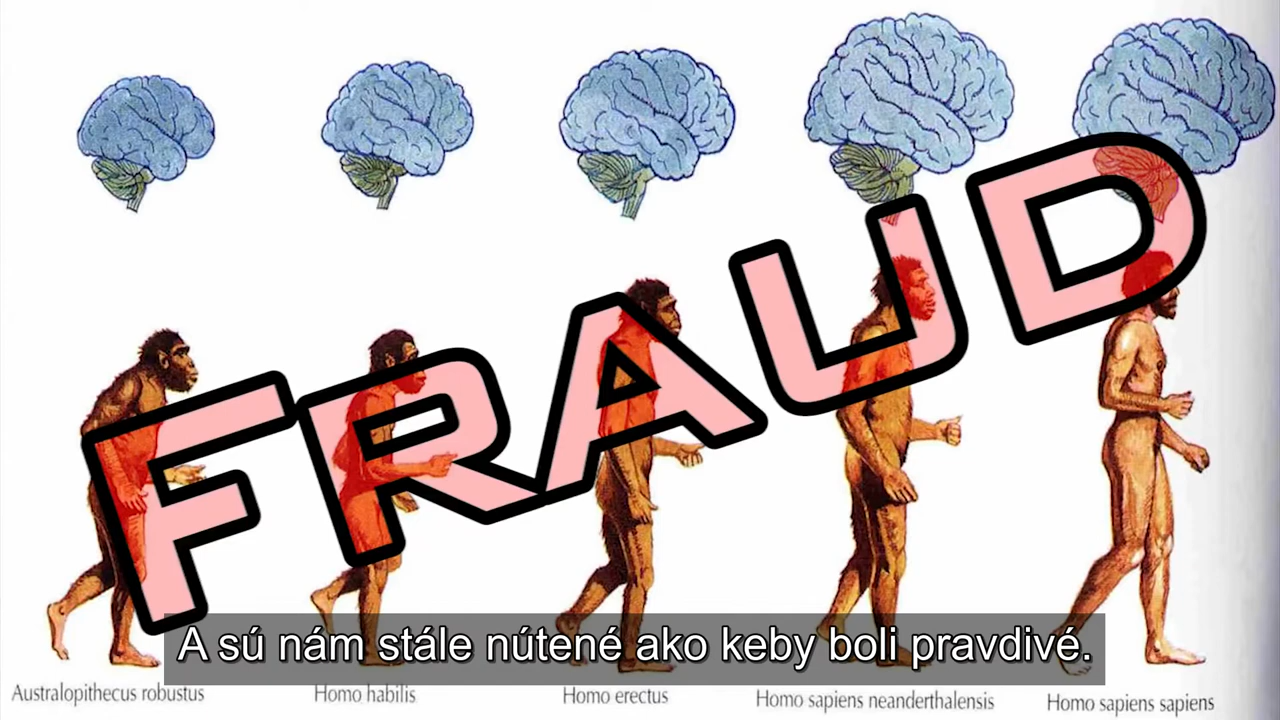 FRAUD
A sú nám stále nútené ako keby boli pravdivé.
Australopithecus robustus
Homo habilis
Homo erectus
Homo sapiens neanderthalensis
Homo sapiens sapiens